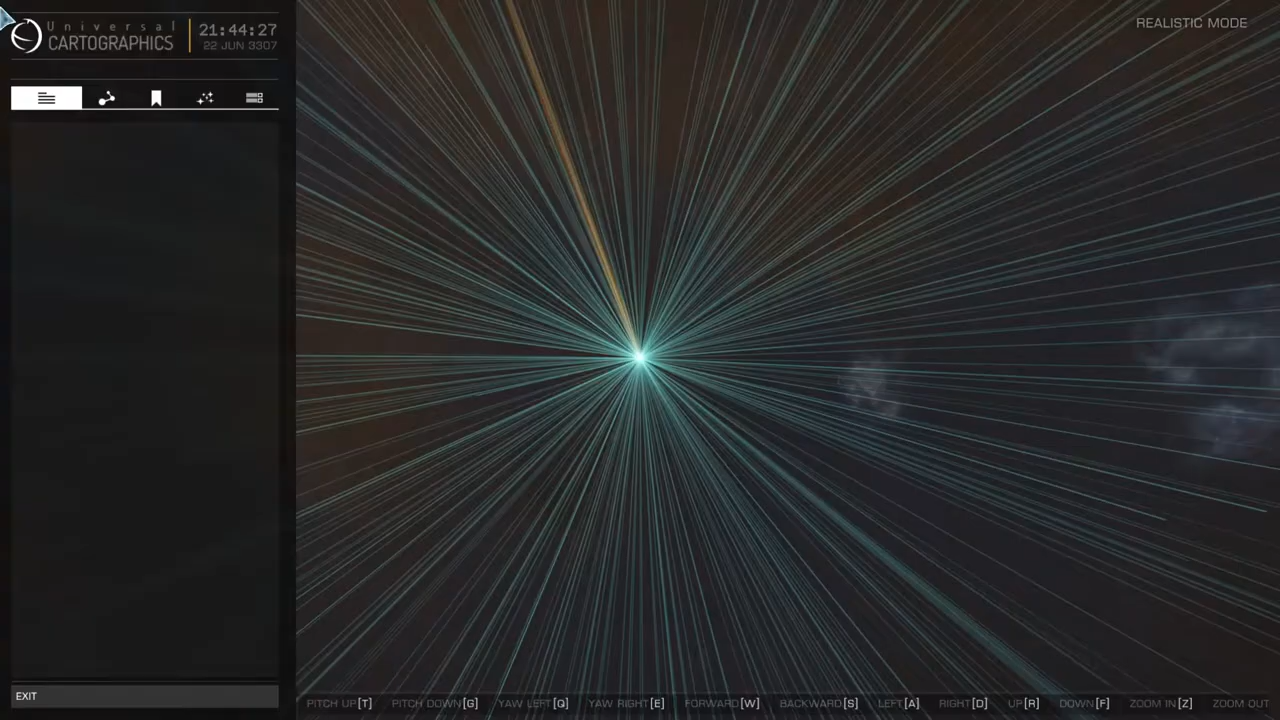 Universal
CARTOGRAPHICS
21:44:27
22 JUN 3307
REALISTIC MODE
EXIT
PITCH UP[T] PITCH DOWN[G] YAW LEFT[Q] YAW RIGHT[E] FORWARD[W] BACKWARD[S] LEFT[A] RIGHT[D] UP[R] DOWN[F] ZOOM IN[Z] ZOOM OUT